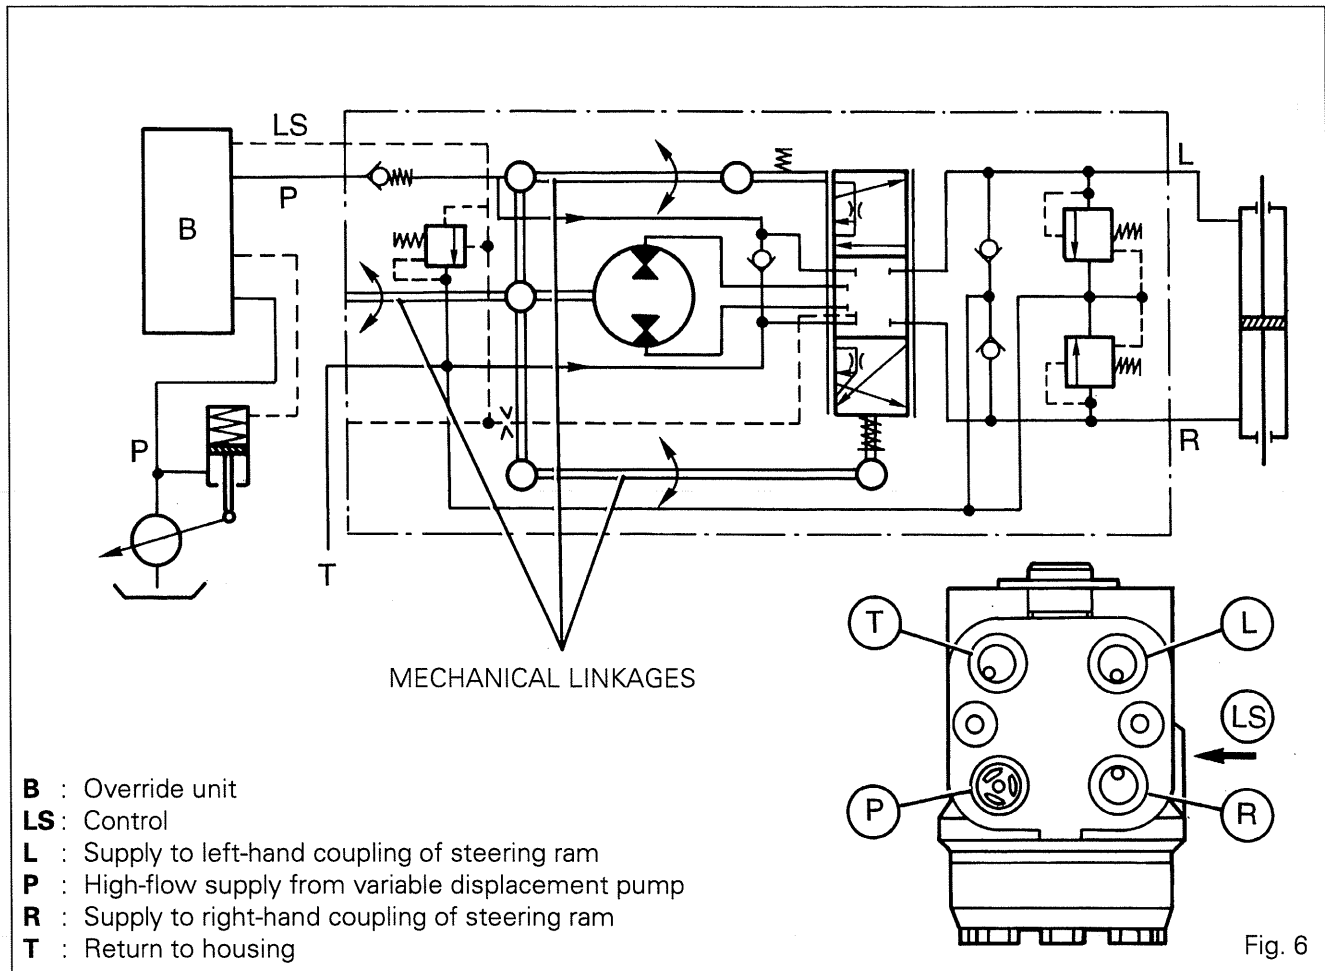 LS
P
L
B
P
R
T
MECHANICAL LINKAGES
T
L
LS
P
R
B : Override unit
LS : Control
L : Supply to left-hand coupling of steering ram
P : High-flow supply from variable displacement pump
R : Supply to right-hand coupling of steering ram
T : Return to housing
Fig. 6